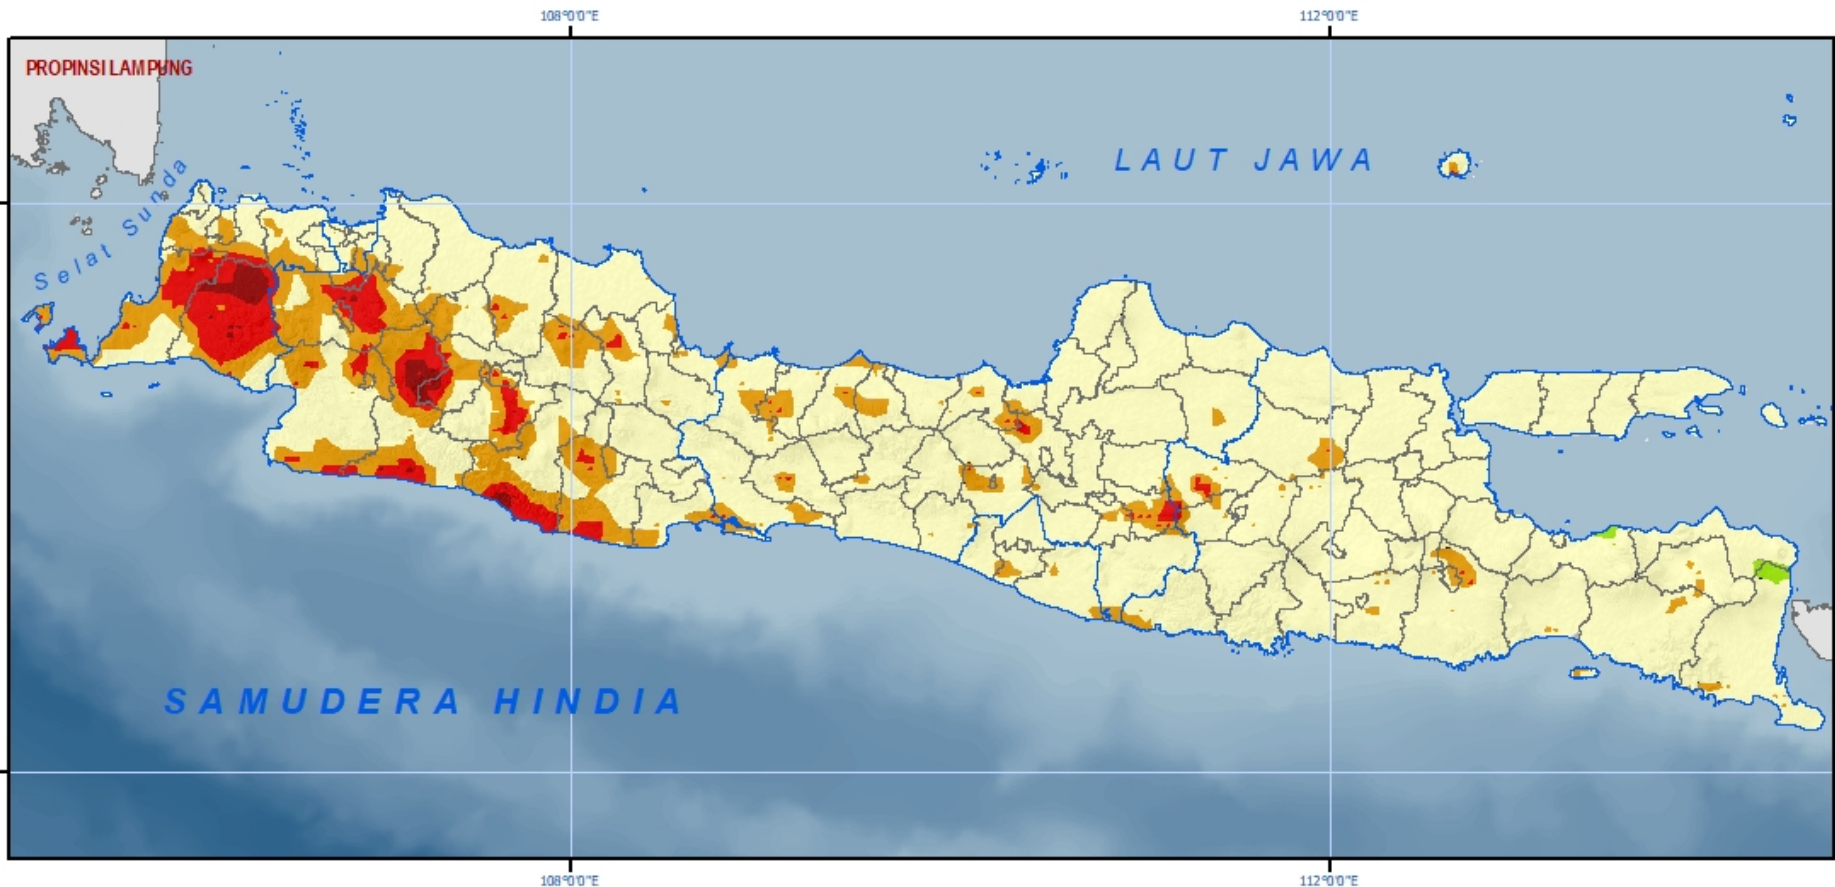 108°0'0"E
112°0'0"E
PROPINSI LAMPUNG
LAUT JAWA
Selat Sunda
SAMUDERA HINDIA
108°0'0"E
112°0'0"E